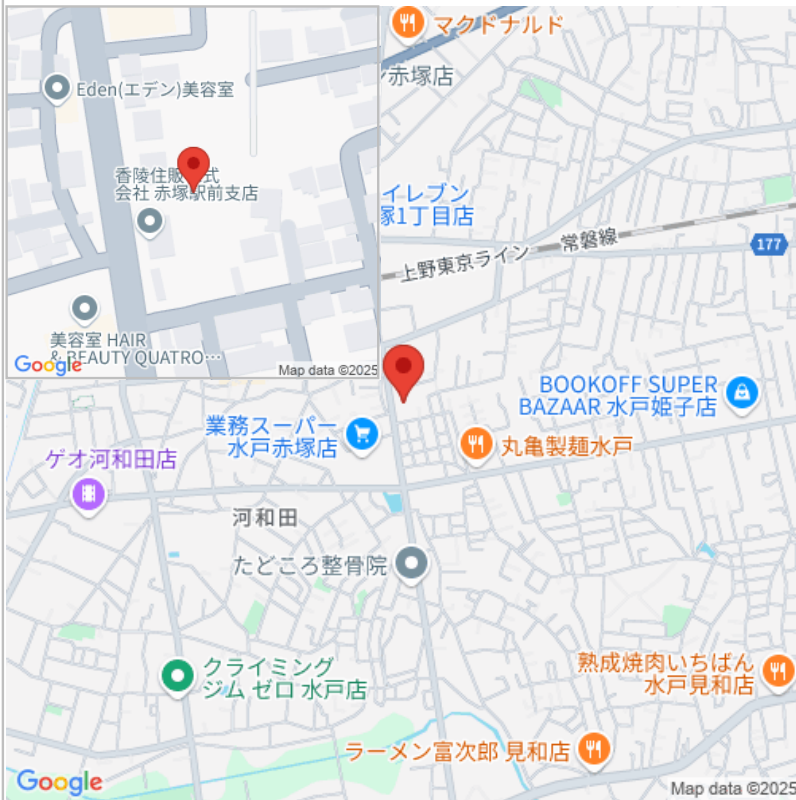 マクドナルド
赤塚店
Eden(エデン)美容室
香陵住販株式
会社 赤塚駅前支店
美容室 HAIR
& BEAUTY QUATRO…
Google
Map data ©2025
イレブン
塚1丁目店
上野東京ライン 常磐線
177
BOOKOFF SUPER
BAZAAR 水戸姫子店
業務スーパー
水戸赤塚店
丸亀製麺水戸
ゲオ河和田店
河和田
たどころ整骨院
クライミング
ジム ゼロ 水戸店
熟成焼肉いちばん
水戸見和店
ラーメン富次郎 見和店
Google
Map data ©2025